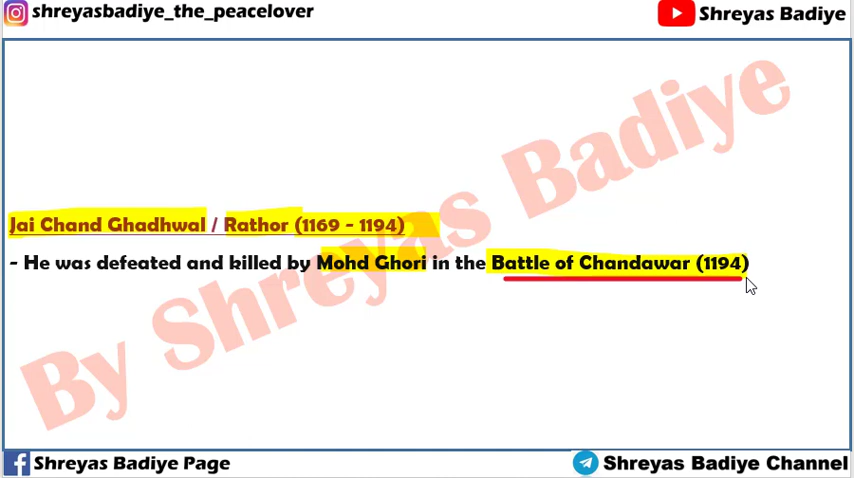 shreyasbadiye_the_peacelover
Shreyas Badiye
Jai Chand Ghadhwal / Rathor (1169 - 1194)
- He was defeated and killed by Mohd Ghori in the Battle of Chandawar (1194)
By Shreyas Badiye
Shreyas Badiye Page
Shreyas Badiye Channel